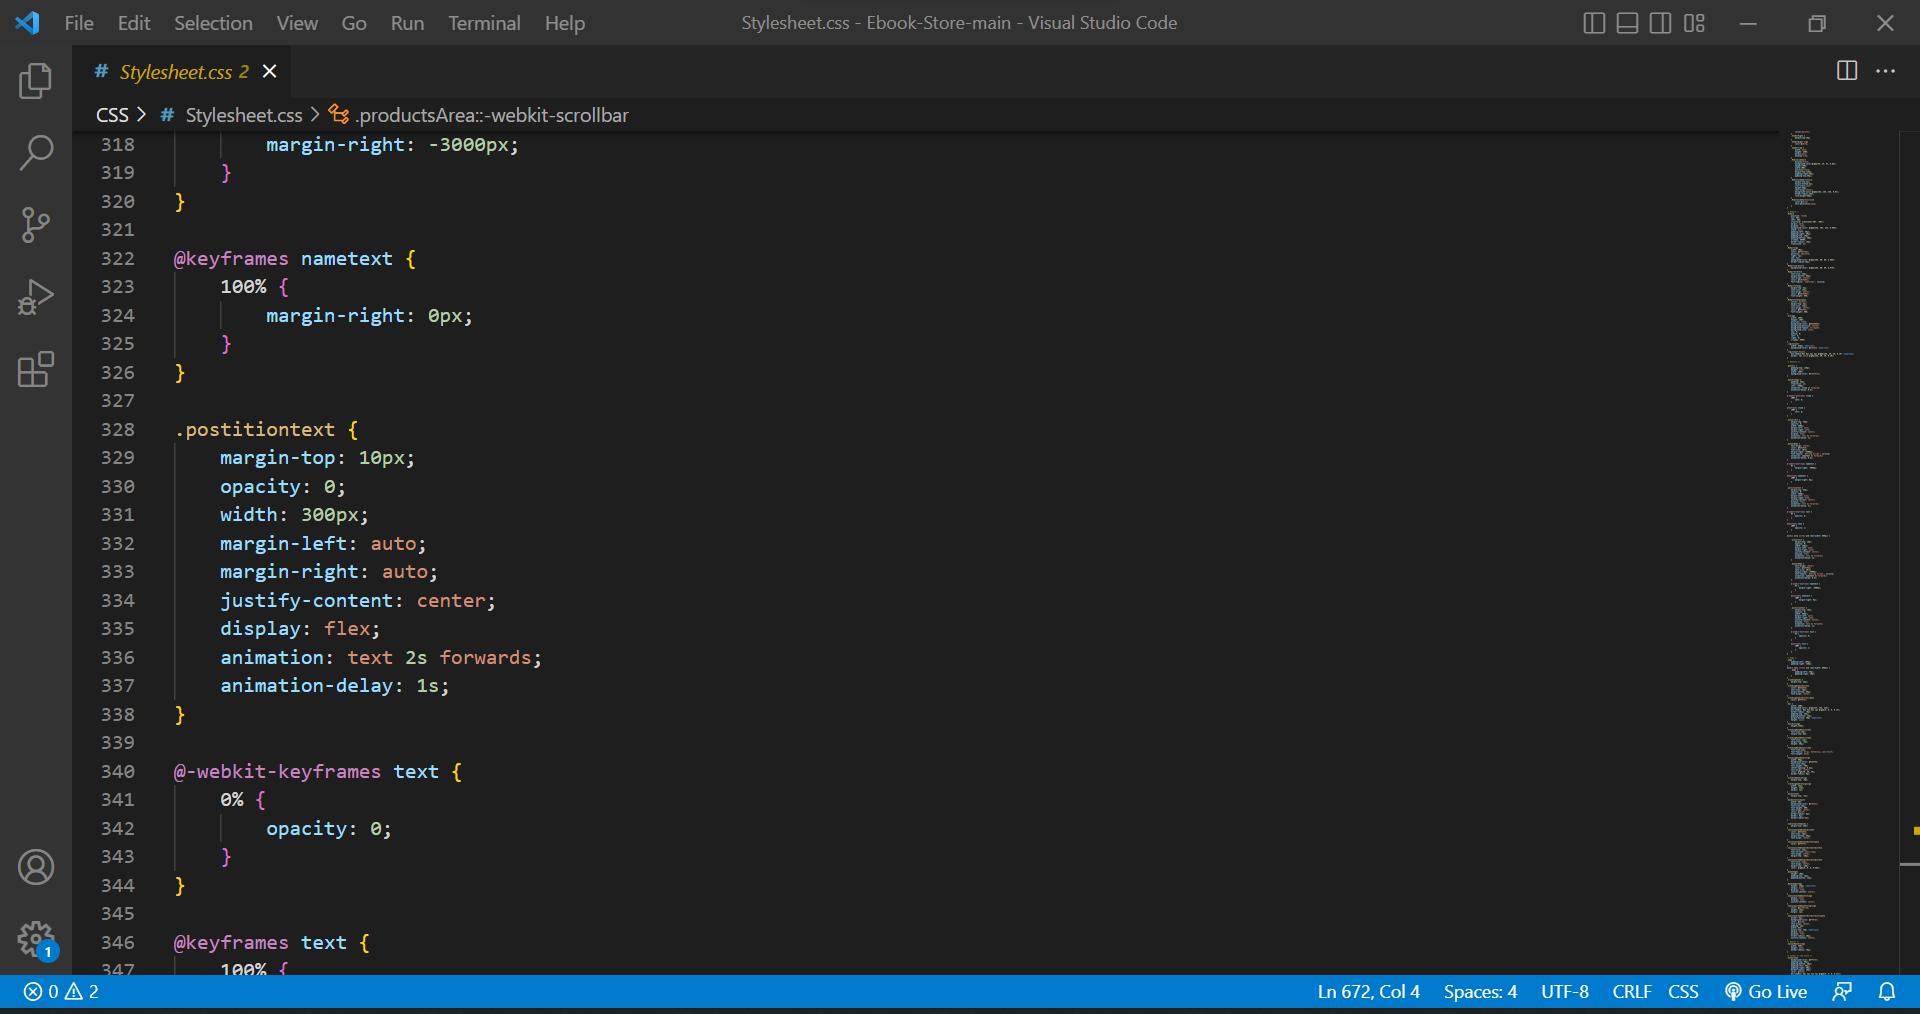 File Edit Selection View Go Run Terminal Help Stylesheet.css - Ebook-Store-main - Visual Studio Code
# Stylesheet.css 2
CSS > # Stylesheet.css > .productsArea::-webkit-scrollbar
318 margin-right: -3000px;
319 }
320 }
321
322 @keyframes nametext {
323 100% {
324 margin-right: 0px;
325 }
326 }
327
328 .postitiontext {
329 margin-top: 10px;
330 opacity: 0;
331 width: 300px;
332 margin-left: auto;
333 margin-right: auto;
334 justify-content: center;
335 display: flex;
336 animation: text 2s forwards;
337 animation-delay: 1s;
338 }
339
340 @-webkit-keyframes text {
341 0% {
342 opacity: 0;
343 }
344 }
345
346 @keyframes text {
347 100% {
1
0 2 Ln 672, Col 4 Spaces: 4 UTF-8 CRLF CSS Go Live